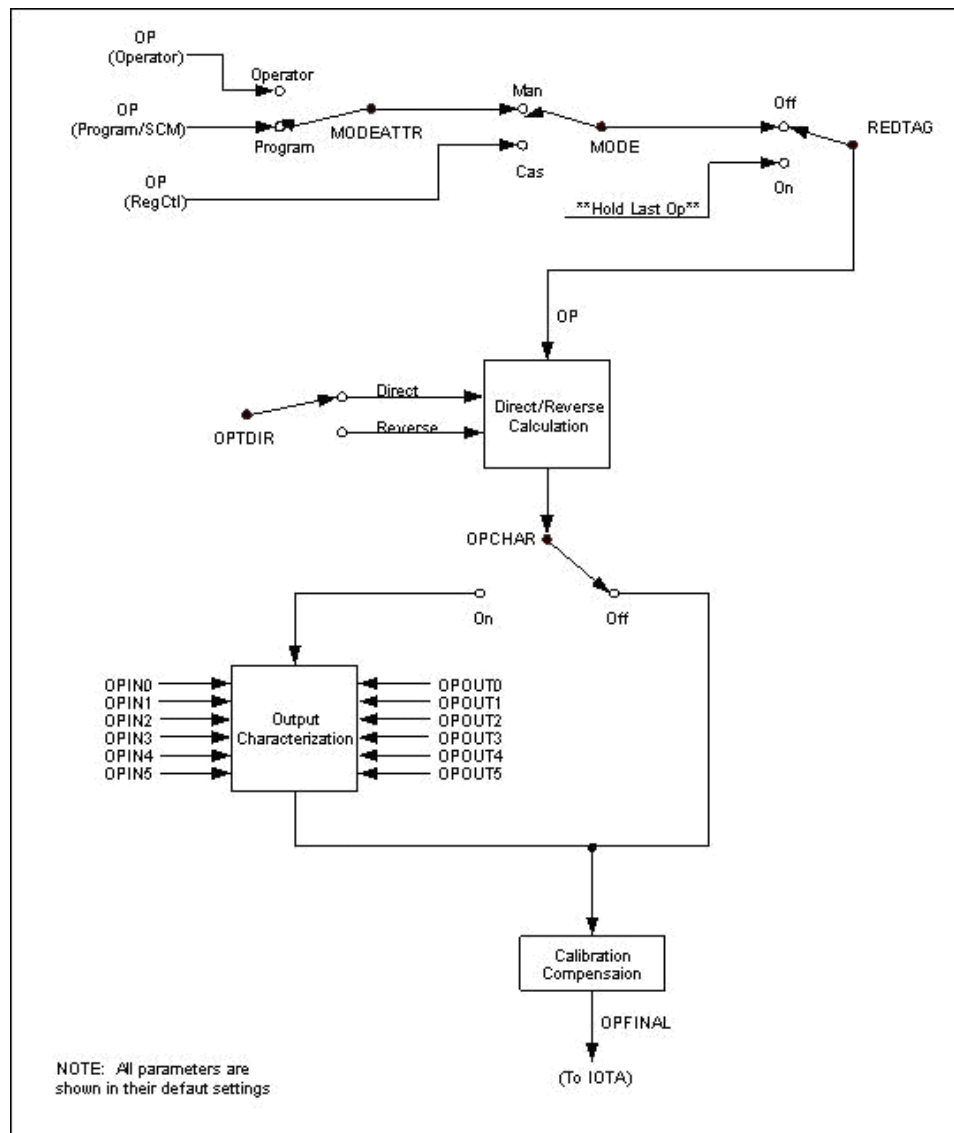 OP
(Operator)
Operator
OP
(Program/SCM)
Program
MODEATTR
Man
MODE
Off
REDTAG
OP
(RegCtl)
Cas
**Hold Last Op**
On
OP
OPTDIR
Direct
Reverse
Direct/Reverse
Calculation
OPCHAR
On
Off
OPIN0
OPIN1
OPIN2
OPIN3
OPIN4
OPIN5
Output
Characterization
OPOUT0
OPOUT1
OPOUT2
OPOUT3
OPOUT4
OPOUT5
Calibration
Compensaion
OPFINAL
(To IOTA)
NOTE: All parameters are
shown in their defaut settings